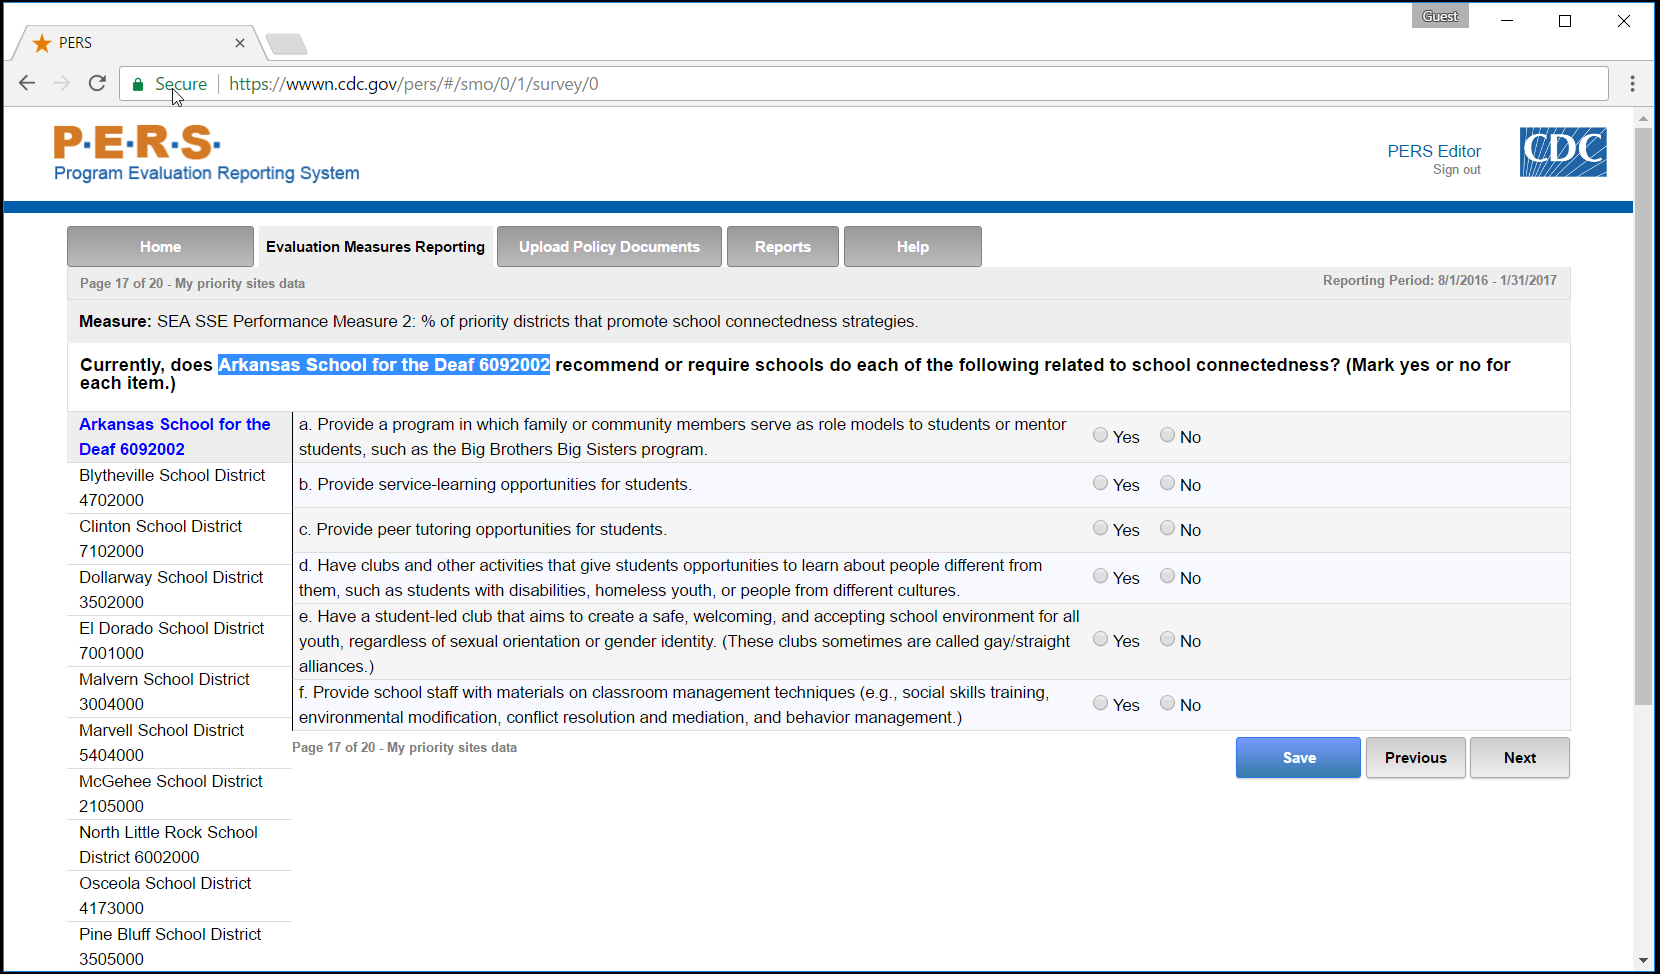 Guest
PERS
Secure
https://wwwn.cdc.gov/pers/#/smo/0/1/survey/0
P·E·R·S·
Program Evaluation Reporting System
PERS Editor
Sign out
CDC
Home
Evaluation Measures Reporting
Upload Policy Documents
Reports
Help
Page 17 of 20 - My priority sites data
Reporting Period: 8/1/2016 - 1/31/2017
Measure: SEA SSE Performance Measure 2: % of priority districts that promote school connectedness strategies.
Currently, does Arkansas School for the Deaf 6092002 recommend or require schools do each of the following related to school connectedness? (Mark yes or no for
each item.)
Arkansas School for the
Deaf 6092002
Blytheville School District
4702000
Clinton School District
7102000
Dollarway School District
3502000
El Dorado School District
7001000
Malvern School District
3004000
Marvell School District
5404000
McGehee School District
2105000
North Little Rock School
District 6002000
Osceola School District
4173000
Pine Bluff School District
3505000
a. Provide a program in which family or community members serve as role models to students or mentor
students, such as the Big Brothers Big Sisters program.
Yes No
b. Provide service-learning opportunities for students.
Yes No
c. Provide peer tutoring opportunities for students.
Yes No
d. Have clubs and other activities that give students opportunities to learn about people different from
them, such as students with disabilities, homeless youth, or people from different cultures.
Yes No
e. Have a student-led club that aims to create a safe, welcoming, and accepting school environment for all
youth, regardless of sexual orientation or gender identity. (These clubs sometimes are called gay/straight
alliances.)
Yes No
f. Provide school staff with materials on classroom management techniques (e.g., social skills training,
environmental modification, conflict resolution and mediation, and behavior management.)
Yes No
Page 17 of 20 - My priority sites data
Save
Previous
Next